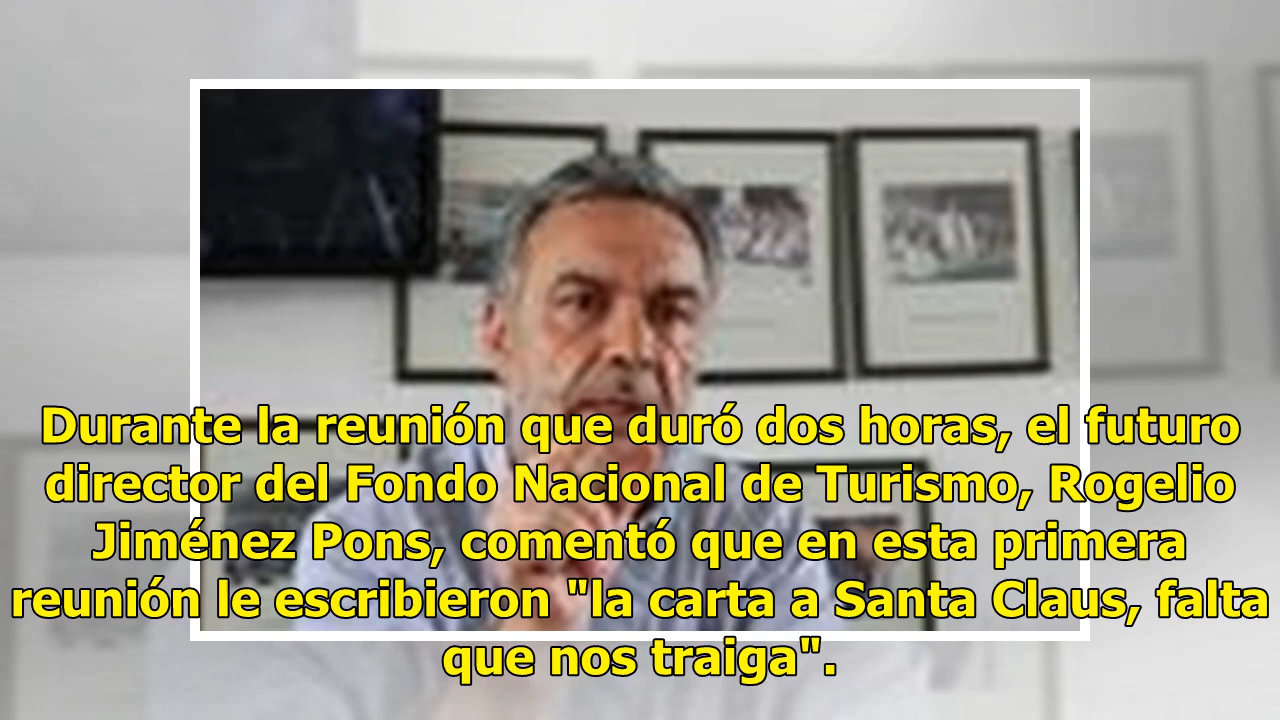 Durante la reunión que duró dos horas, el futuro
director del Fondo Nacional de Turismo, Rogelio
Jiménez Pons, comentó que en esta primera
reunión le escribieron "la carta a Santa Claus, falta
que nos traiga".